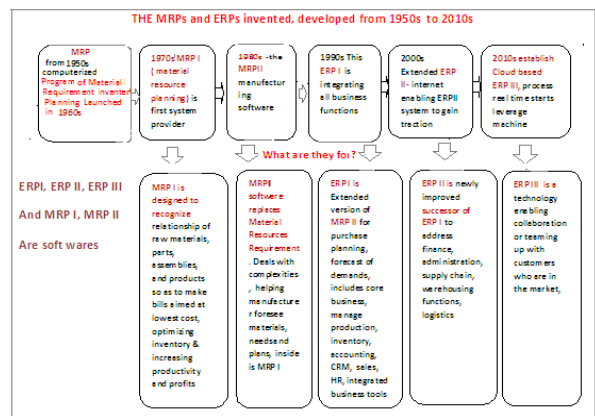 THE MRPs and ERPs invented, developed from 1950s to 2010s
MRP
from 1950s
computerized
Program of Material
Requirement Invented
Planning Launched
in 1960s
1970s MRP I
( material
resource
planning) is
first system
provider
1980s -the
MRPII
manufactur
ing
software
1990s This
ERP I is
integrating
all business
functions
2000s
Extended ERP
II- internet
enabling ERPII
system to gain
traction
2010s establish
Cloud based
ERP III, process
real time starts
leverage
machine
What are they for?
ERPI, ERP II, ERP III
And MRP I, MRP II
Are soft wares
MRP I is
designed to
recognize
relationship of
raw materials,
parts,
assemblies,
and products
so as to make
bills aimed at
lowest cost,
optimizing
inventory &
increasing
productivity
and profits
MRPII
software
replaces
Material
Resources
Requirement
. Deals with
complexities
, helping
manufacture
r foresee
materials,
needs and
plans, inside
is MRP I
ERP I is
Extended
version of
MRP II for
purchase
planning,
forecast of
demands,
includes core
business,
manage
production,
inventory,
accounting,
CRM, sales,
HR, integrated
business tools
ERP II is newly
improved
successor of
ERP I to
address
finance,
administration,
supply chain,
warehousing
functions,
logistics
ERP III is a
technology
enabling
collaboration
or teaming
up with
customers
who are in
the market,